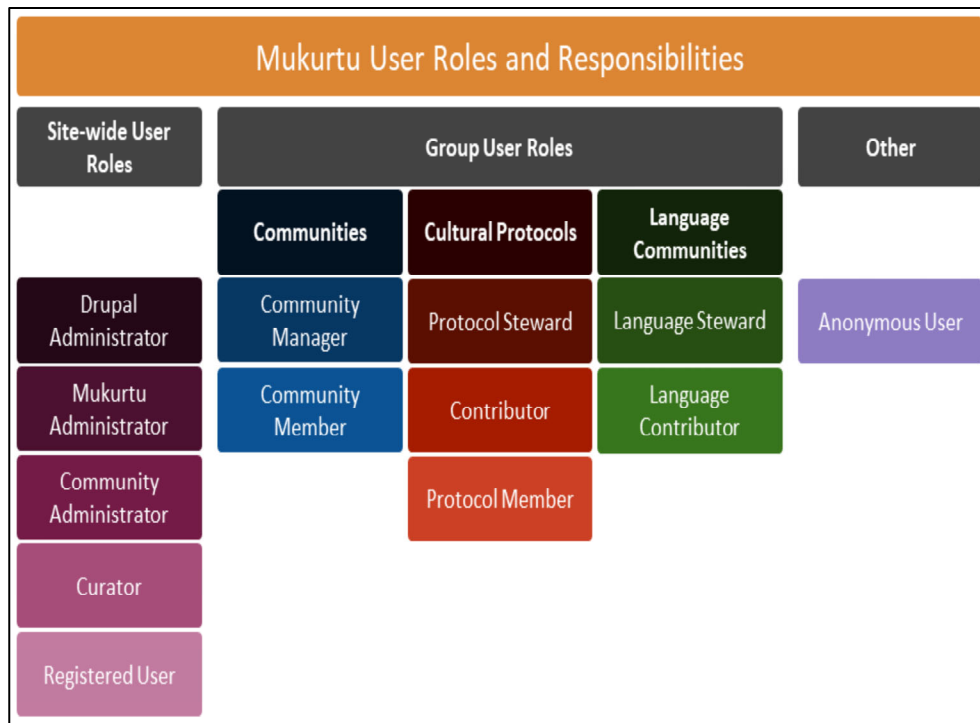 Mukurtu User Roles and Responsibilities
Site-wide User
Roles
Group User Roles
Other
Communities
Cultural Protocols
Language
Communities
Drupal
Administrator
Community
Manager
Protocol Steward
Language Steward
Anonymous User
Mukurtu
Administrator
Community
Member
Contributor
Language
Contributor
Community
Administrator
Protocol Member
Curator
Registered User